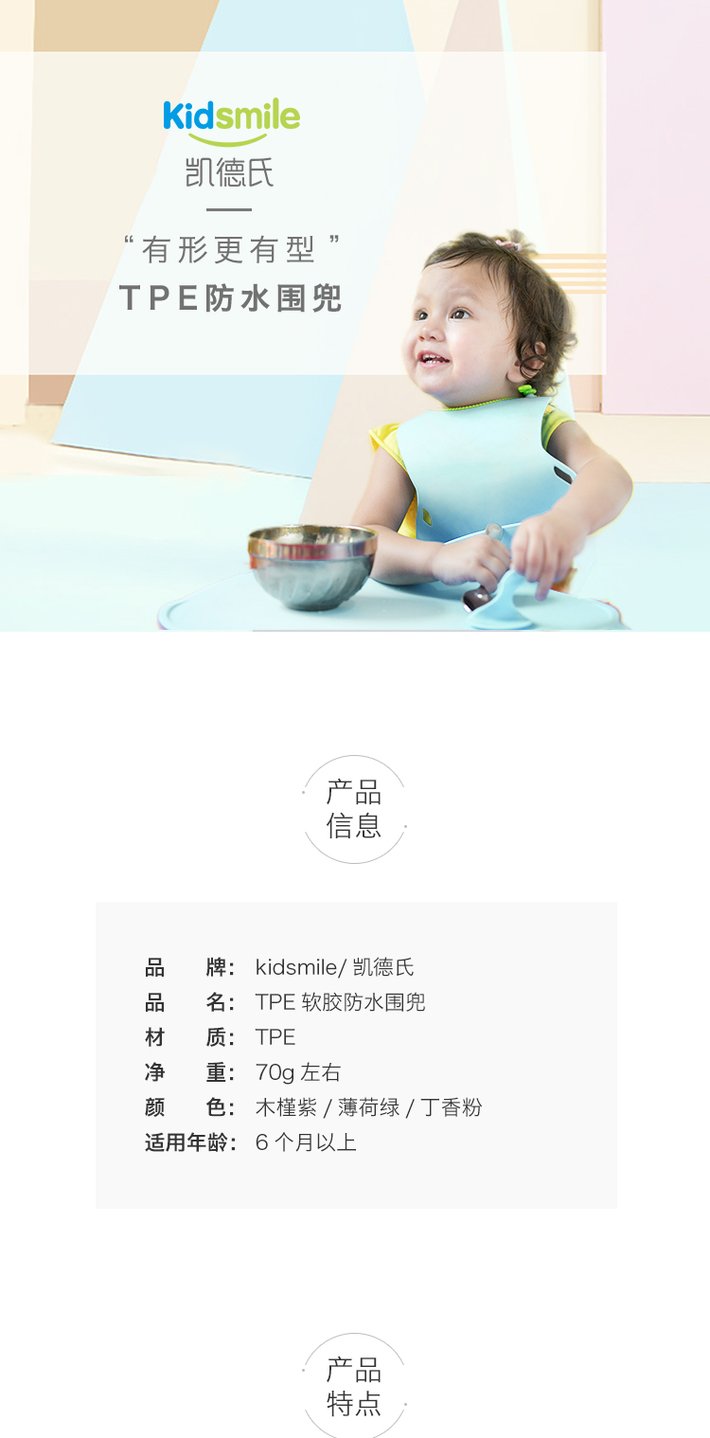 Kidsmile
凯德氏
“有形更有型”
TPE防水围兜
产品
信息
品 牌： kidsmile/ 凯德氏
品 名： TPE 软胶防水围兜
材 质： TPE
净 重： 70g 左右
颜 色： 木槿紫 / 薄荷绿 / 丁香粉
适用年龄： 6 个月以上
产品
特点